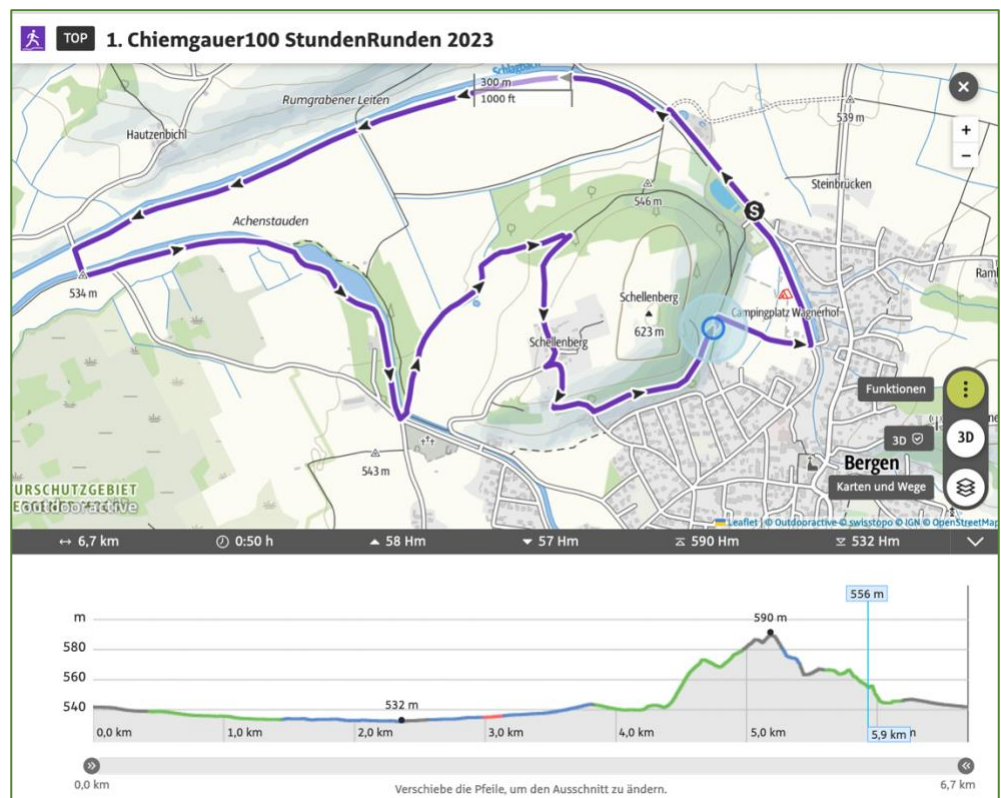 TOP 1. Chiemgauer100 StundenRunden 2023
Schlagbach
300 m
1000 ft
Rumgrabener Leiten
Hautzenbichl
539 m
+
−
Steinbrücken
546 m
Achenstauden
S
534 m
Schellenberg
623 m
Campingplatz Wagnerhof
Schellenberg
Funktionen
3D
3D
543 m
Bergen
Karten und Wege
URSCHUTZGEBIET
outdooractive
Leaflet | © Outdooractive © swisstopo © IGN © OpenStreetMap
6,7 km 0:50 h 58 Hm 57 Hm 590 Hm 532 Hm
556 m
m
590 m
580
560
532 m
540
0,0 km 1,0 km 2,0 km 3,0 km 4,0 km 5,0 km 5,9 km
0,0 km Verschiebe die Pfeile, um den Ausschnitt zu ändern. 6,7 km